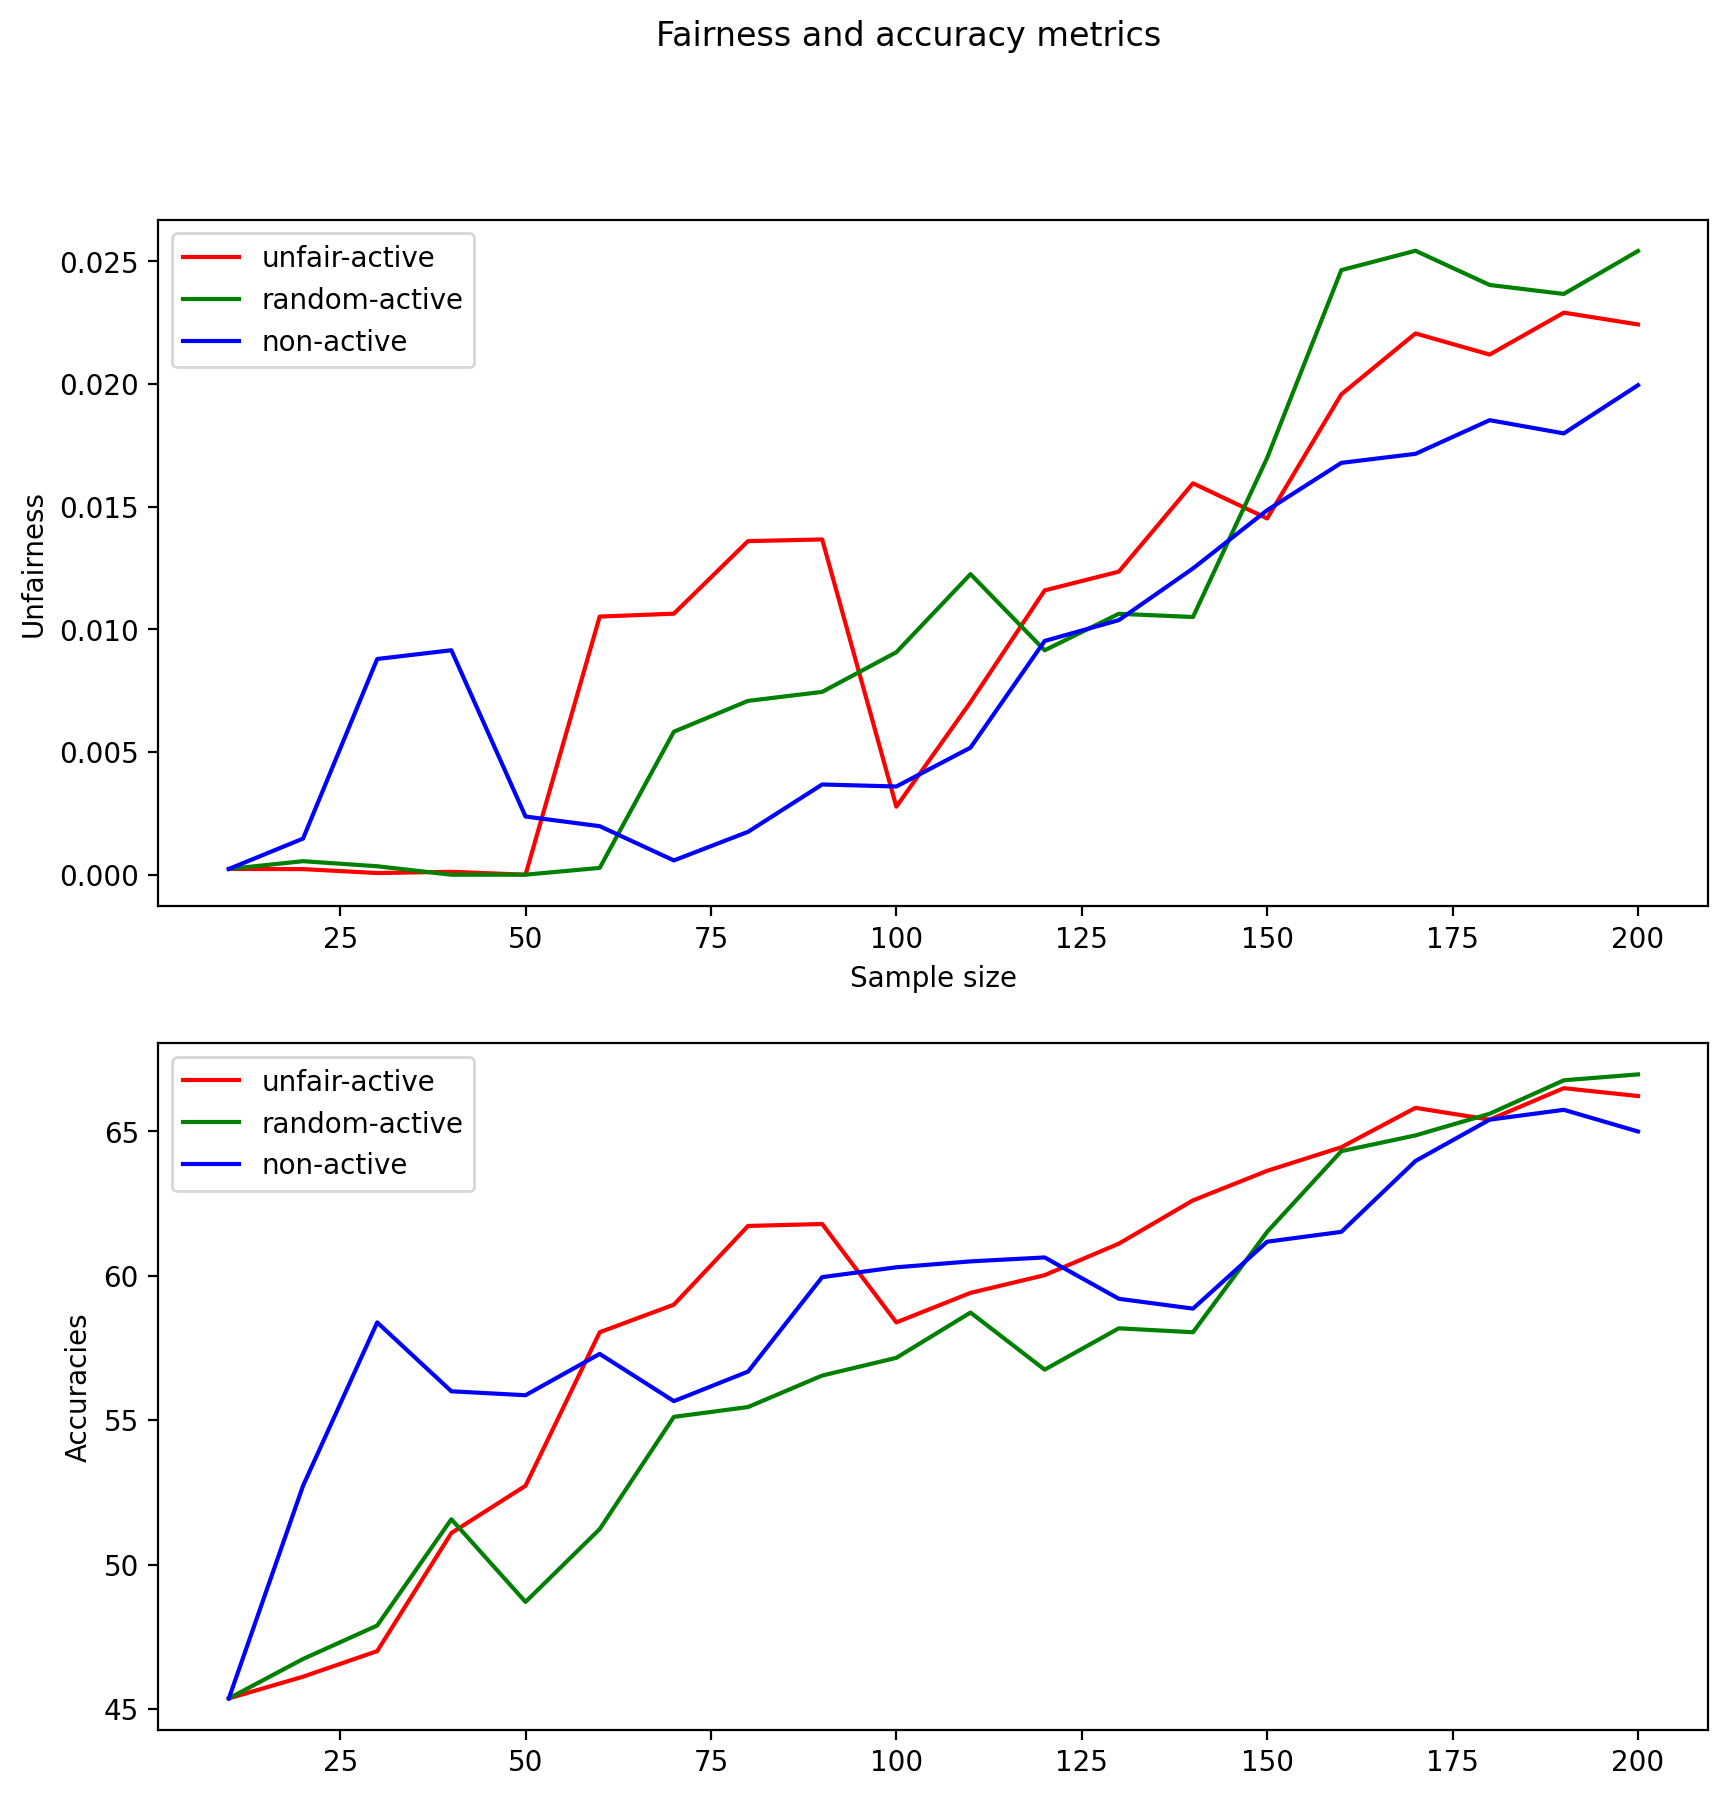 Fairness and accuracy metrics
unfair-active
random-active
non-active
0.025
0.020
0.015
0.010
0.005
0.000
Unfairness
25 50 75 100 125 150 175 200
Sample size
unfair-active
random-active
non-active
65
60
55
50
45
Accuracies
25 50 75 100 125 150 175 200